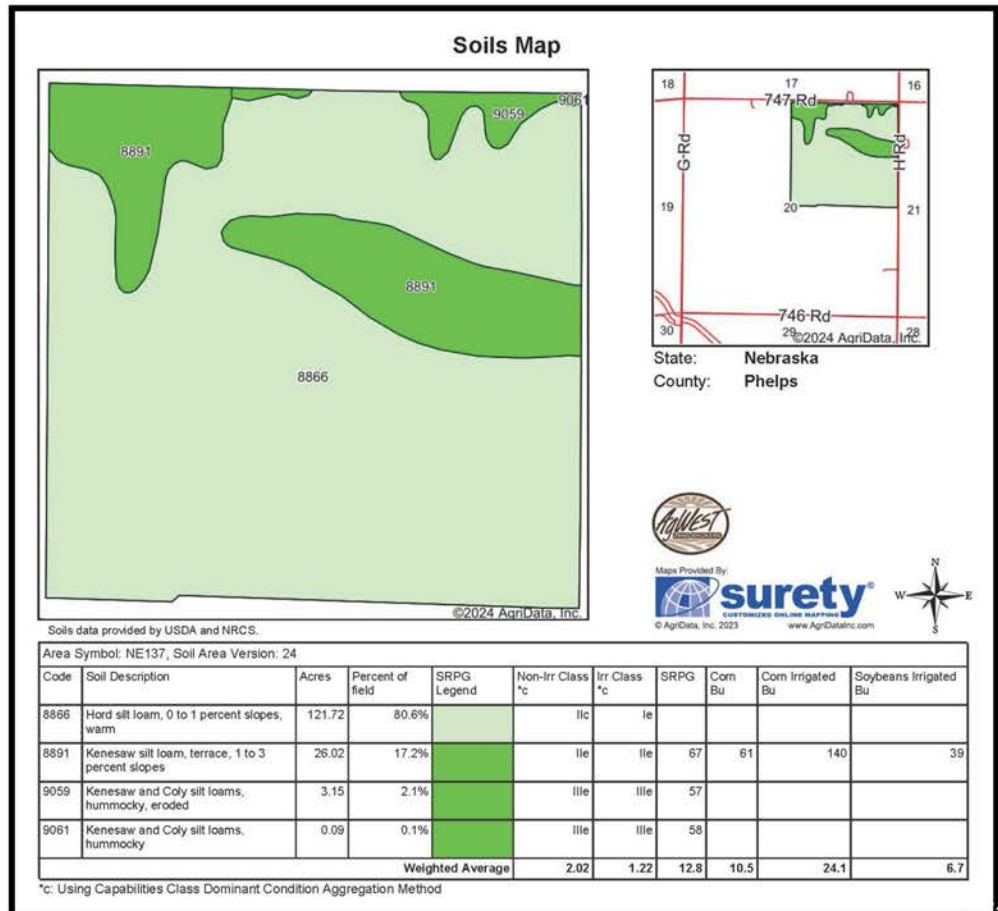 Soils Map
8891
9059
9061
8891
8866
©2024 AgriData, Inc.
Soils data provided by USDA and NRCS.
18
17
16
747 Rd
G Rd
H Rd
19
20
21
746 Rd
30
29
28
©2024 AgriData, Inc.
State: Nebraska
County: Phelps
AgWEST
LAND BROKERS
Maps Provided By:
surety®
CUSTOMIZED ONLINE MAPPING
© AgriData, Inc. 2023 www.AgriDataInc.com
N
W E
S
Area Symbol: NE137, Soil Area Version: 24
Code Soil Description Acres Percent of field SRPG Legend Non-Irr Class *c Irr Class *c SRPG Corn Bu Corn Irrigated Bu Soybeans Irrigated Bu
8866 Hord silt loam, 0 to 1 percent slopes, warm 121.72 80.6% IIc Ie
8891 Kenesaw silt loam, terrace, 1 to 3 percent slopes 26.02 17.2% IIe IIe 67 61 140 39
9059 Kenesaw and Coly silt loams, hummocky, eroded 3.15 2.1% IIIe IIIe 57
9061 Kenesaw and Coly silt loams, hummocky 0.09 0.1% IIIe IIIe 58
Weighted Average 2.02 1.22 12.8 10.5 24.1 6.7
*c: Using Capabilities Class Dominant Condition Aggregation Method